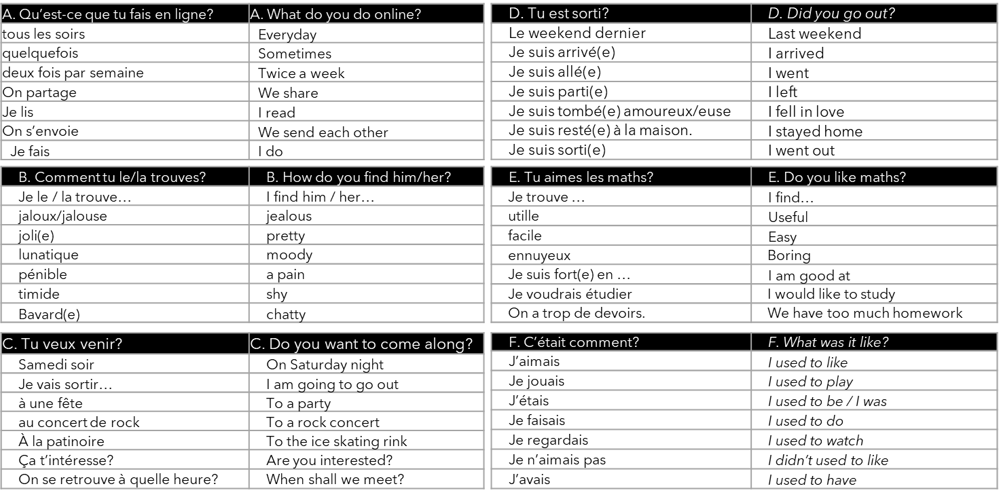 A. Qu’est-ce que tu fais en ligne? A. What do you do online?
tous les soirs Everyday
quelquefois Sometimes
deux fois par semaine Twice a week
On partage We share
Je lis I read
On s’envoie We send each other
Je fais I do
B. Comment tu le/la trouves? B. How do you find him/her?
Je le / la trouve… I find him / her…
jaloux/jalouse jealous
joli(e) pretty
lunatique moody
pénible a pain
timide shy
Bavard(e) chatty
C. Tu veux venir? C. Do you want to come along?
Samedi soir On Saturday night
Je vais sortir… I am going to go out
à une fête To a party
au concert de rock To a rock concert
À la patinoire To the ice skating rink
Ça t’intéresse? Are you interested?
On se retrouve à quelle heure? When shall we meet?
D. Tu est sorti? D. Did you go out?
Le weekend dernier Last weekend
Je suis arrivé(e) I arrived
Je suis allé(e) I went
Je suis parti(e) I left
Je suis tombé(e) amoureux/euse I fell in love
Je suis resté(e) à la maison. I stayed home
Je suis sorti(e) I went out
E. Tu aimes les maths? E. Do you like maths?
Je trouve … I find…
utille Useful
facile Easy
ennuyeux Boring
Je suis fort(e) en … I am good at
Je voudrais étudier I would like to study
On a trop de devoirs. We have too much homework
F. C’était comment? F. What was it like?
J’aimais I used to like
Je jouais I used to play
J’étais I used to be / I was
Je faisais I used to do
Je regardais I used to watch
Je n’aimais pas I didn’t used to like
J’avais I used to have